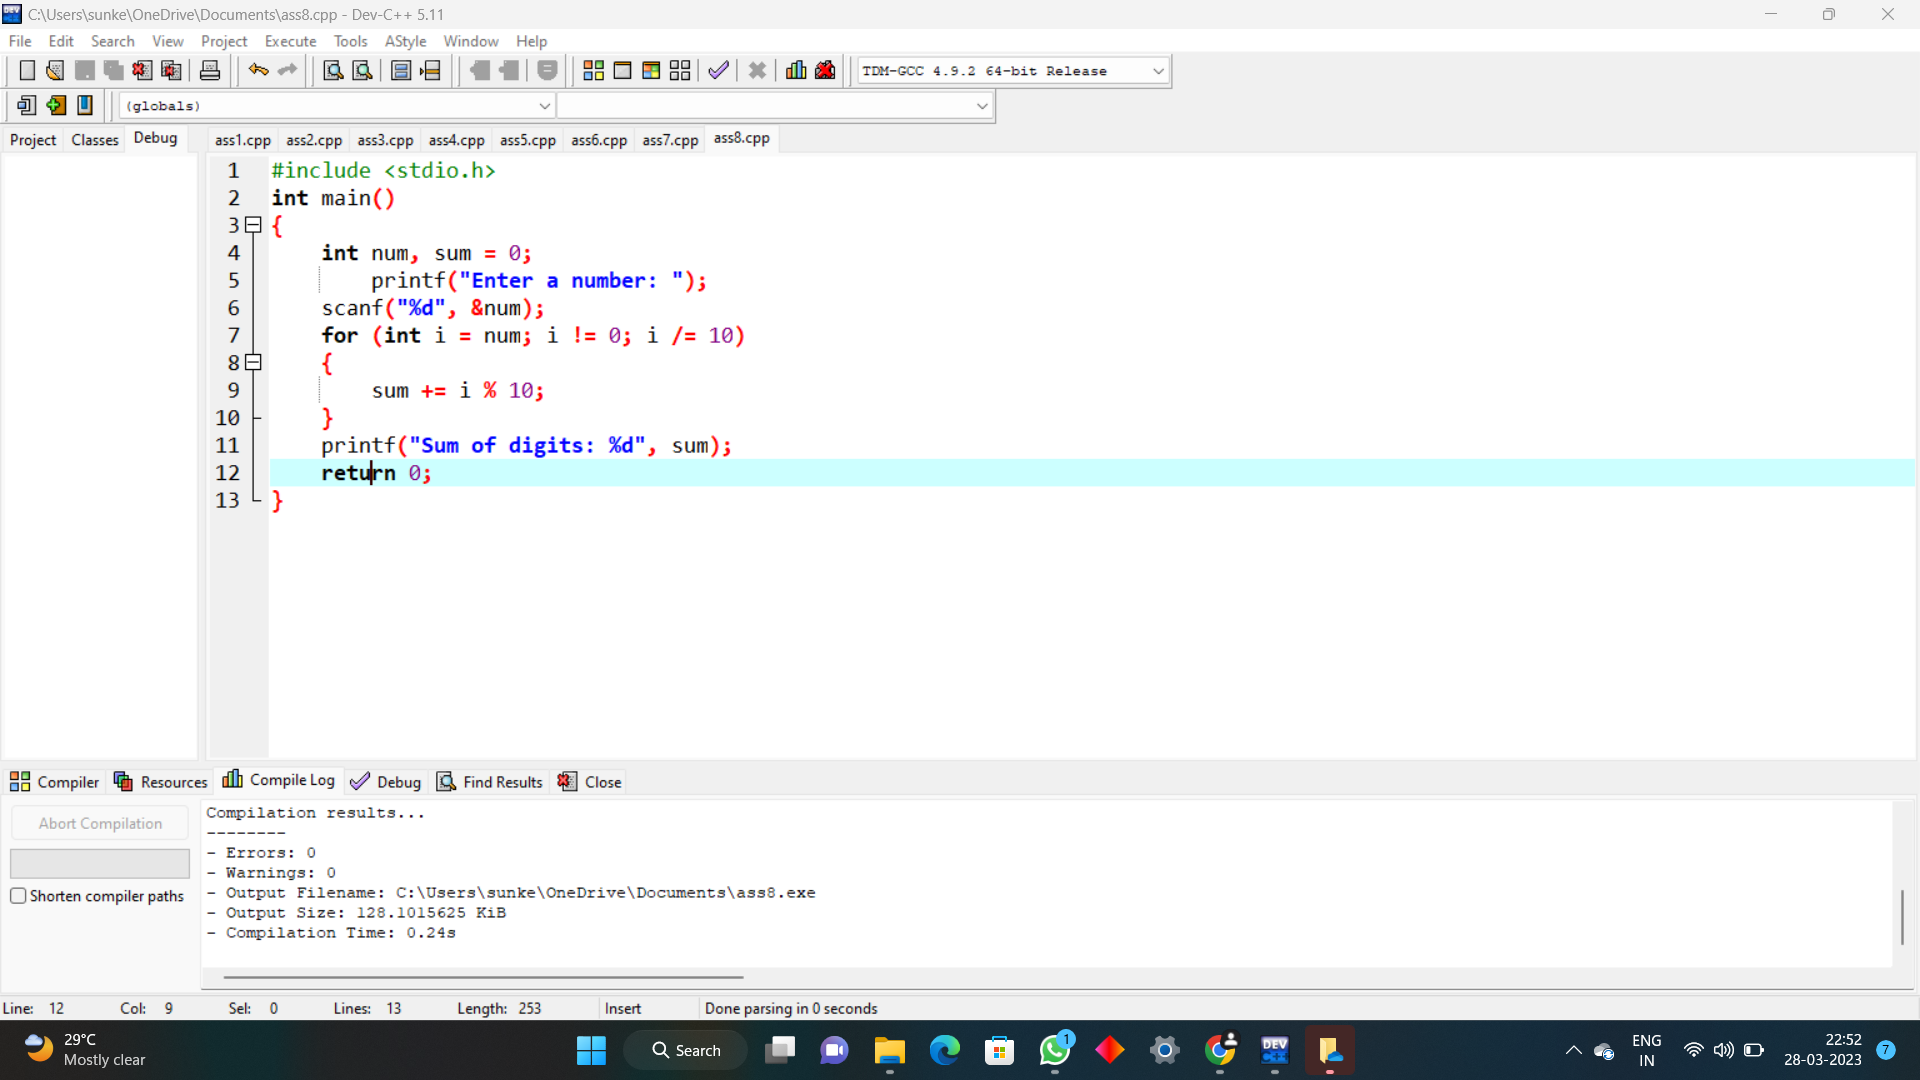 C:\Users\sunke\OneDrive\Documents\ass8.cpp - Dev-C++ 5.11
File Edit Search View Project Execute Tools AStyle Window Help
TDM-GCC 4.9.2 64-bit Release
(globals)
Project Classes Debug ass1.cpp ass2.cpp ass3.cpp ass4.cpp ass5.cpp ass6.cpp ass7.cpp ass8.cpp
1 #include <stdio.h>
2 int main()
3 {
4 int num, sum = 0;
5 printf("Enter a number: ");
6 scanf("%d", &num);
7 for (int i = num; i != 0; i /= 10)
8 {
9 sum += i % 10;
10 }
11 printf("Sum of digits: %d", sum);
12 return 0;
13 }
Compiler Resources Compile Log Debug Find Results Close
Abort Compilation
Shorten compiler paths
Compilation results...
--------
- Errors: 0
- Warnings: 0
- Output Filename: C:\Users\sunke\OneDrive\Documents\ass8.exe
- Output Size: 128.1015625 KiB
- Compilation Time: 0.24s
Line: 12 Col: 9 Sel: 0 Lines: 13 Length: 253 Insert Done parsing in 0 seconds
29°C
Mostly clear
Search
1
DEV
C++
ENG
IN
22:52
28-03-2023
7